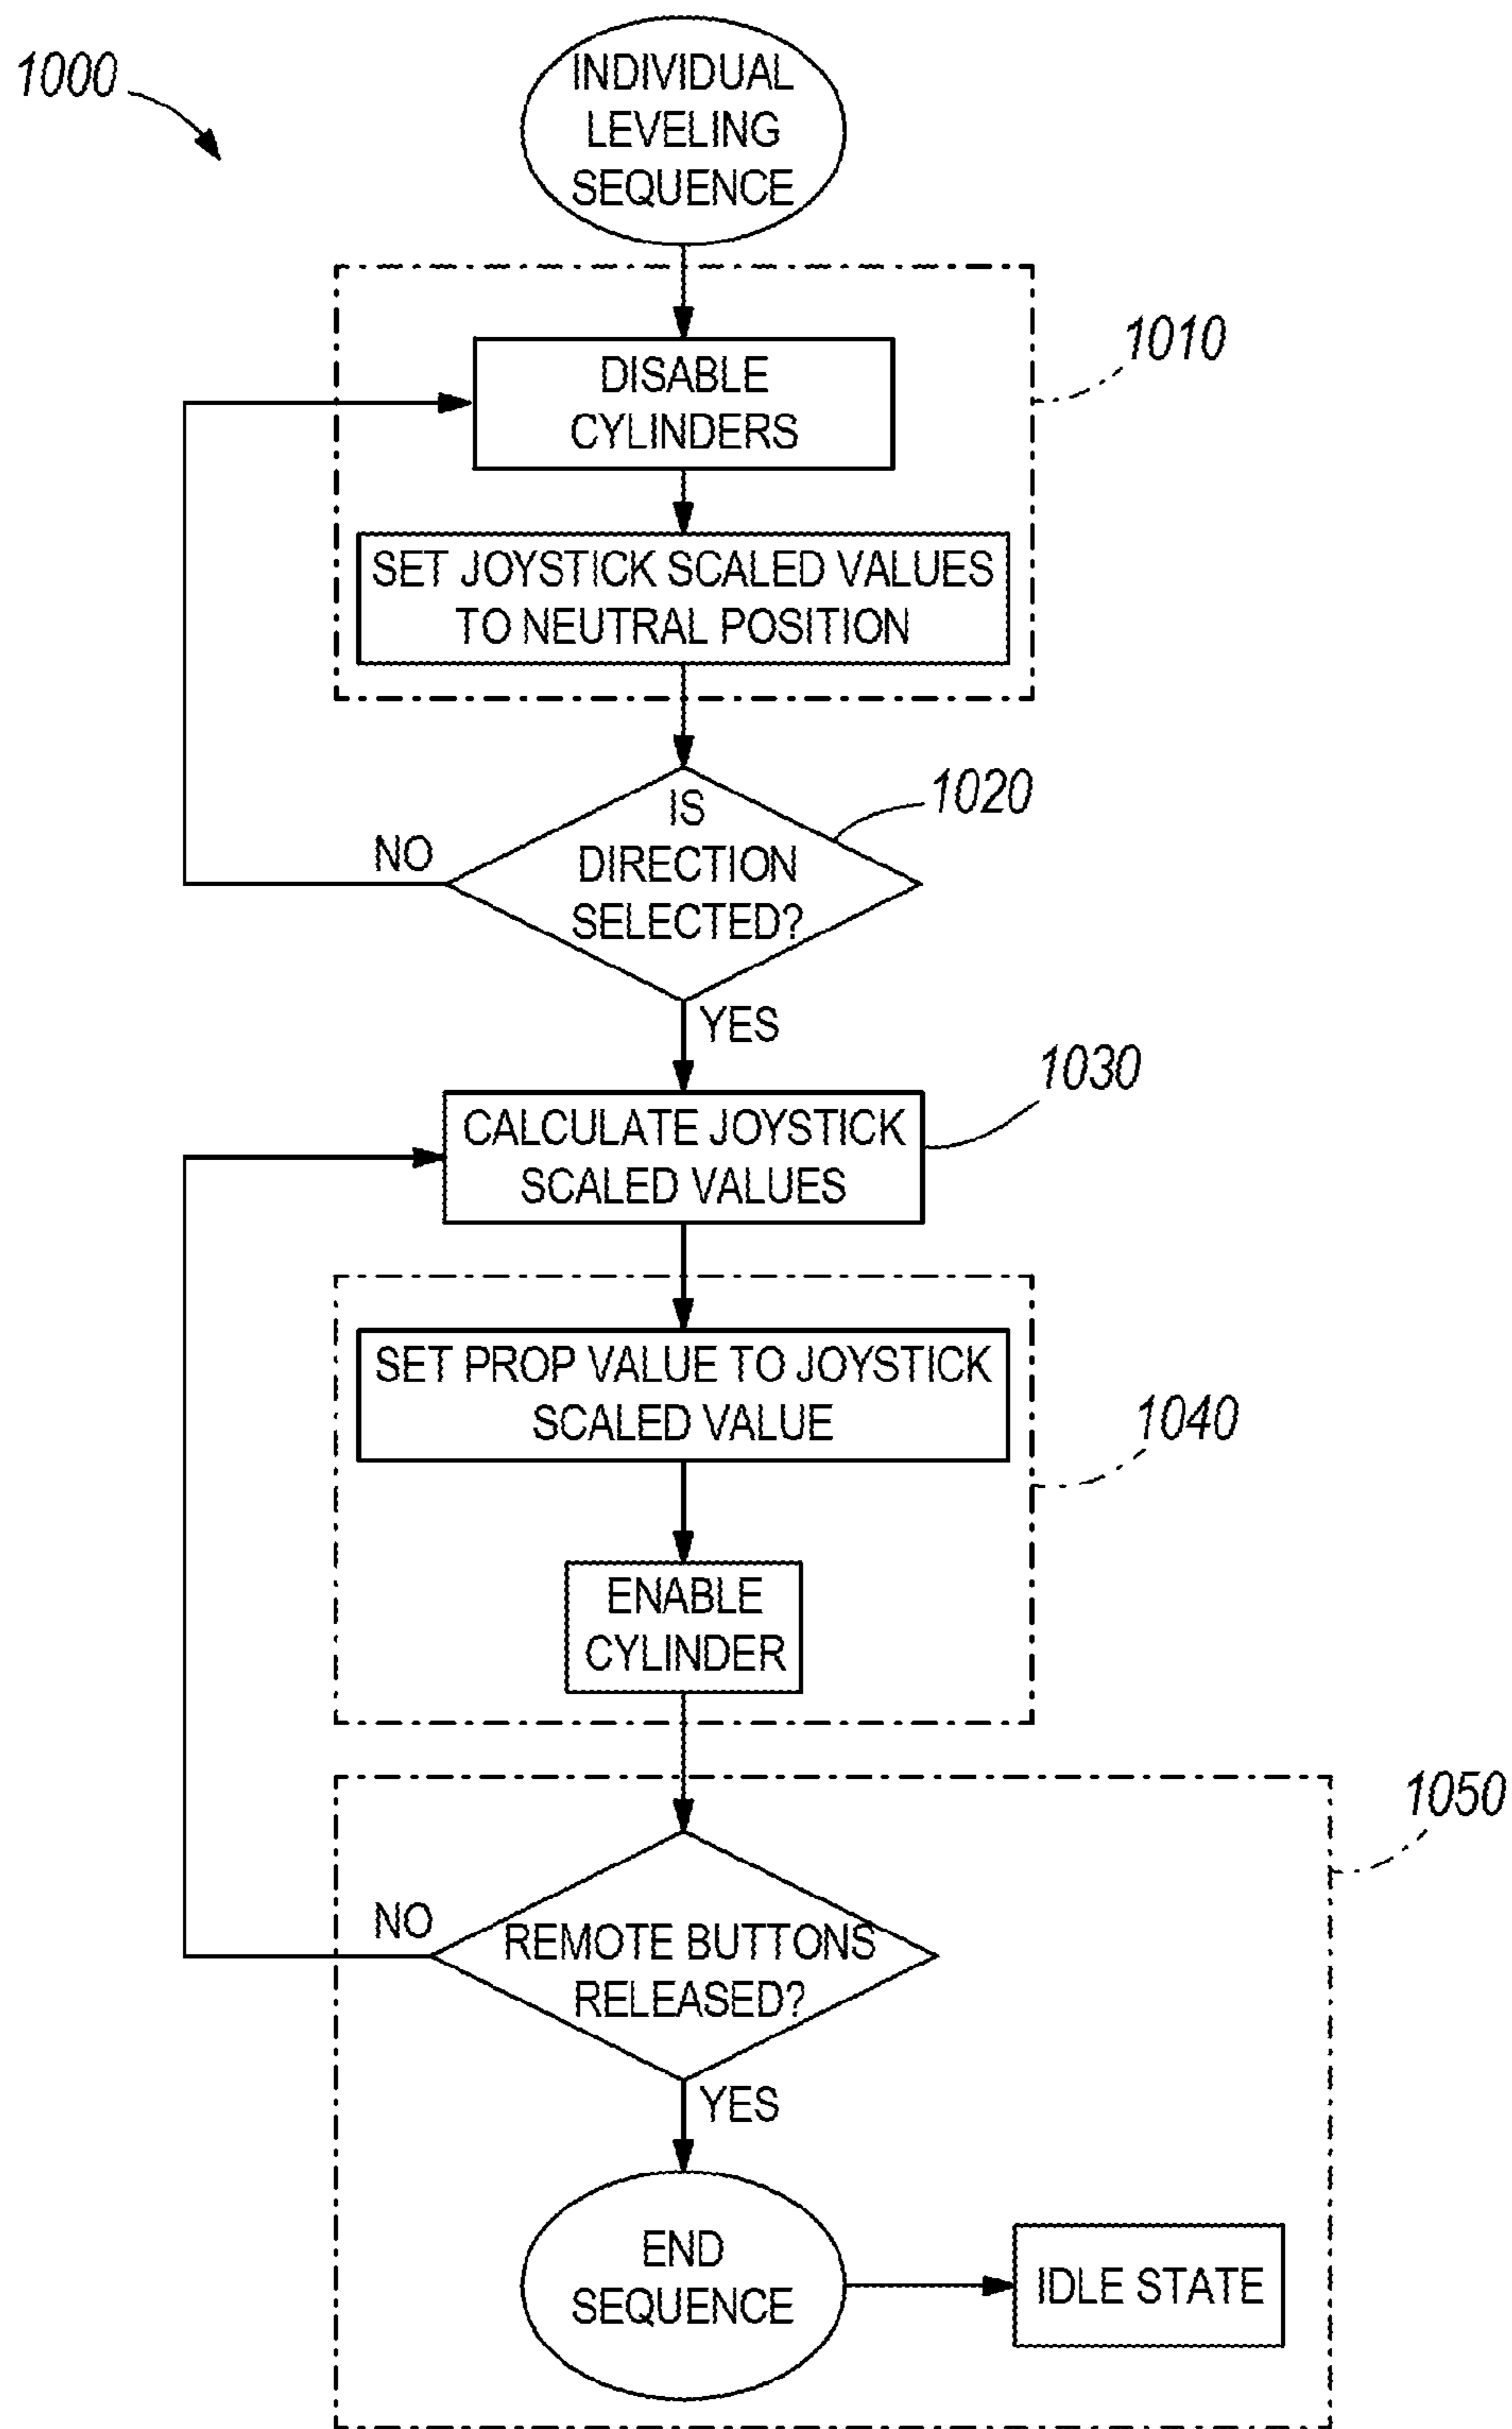 1000
INDIVIDUAL
LEVELING
SEQUENCE
1010
DISABLE
CYLINDERS
SET JOYSTICK SCALED VALUES
TO NEUTRAL POSITION
1020
IS
DIRECTION
SELECTED?
NO
YES
1030
CALCULATE JOYSTICK
SCALED VALUES
SET PROP VALUE TO JOYSTICK
SCALED VALUE
1040
ENABLE
CYLINDER
1050
NO
REMOTE BUTTONS
RELEASED?
YES
END
SEQUENCE
IDLE STATE